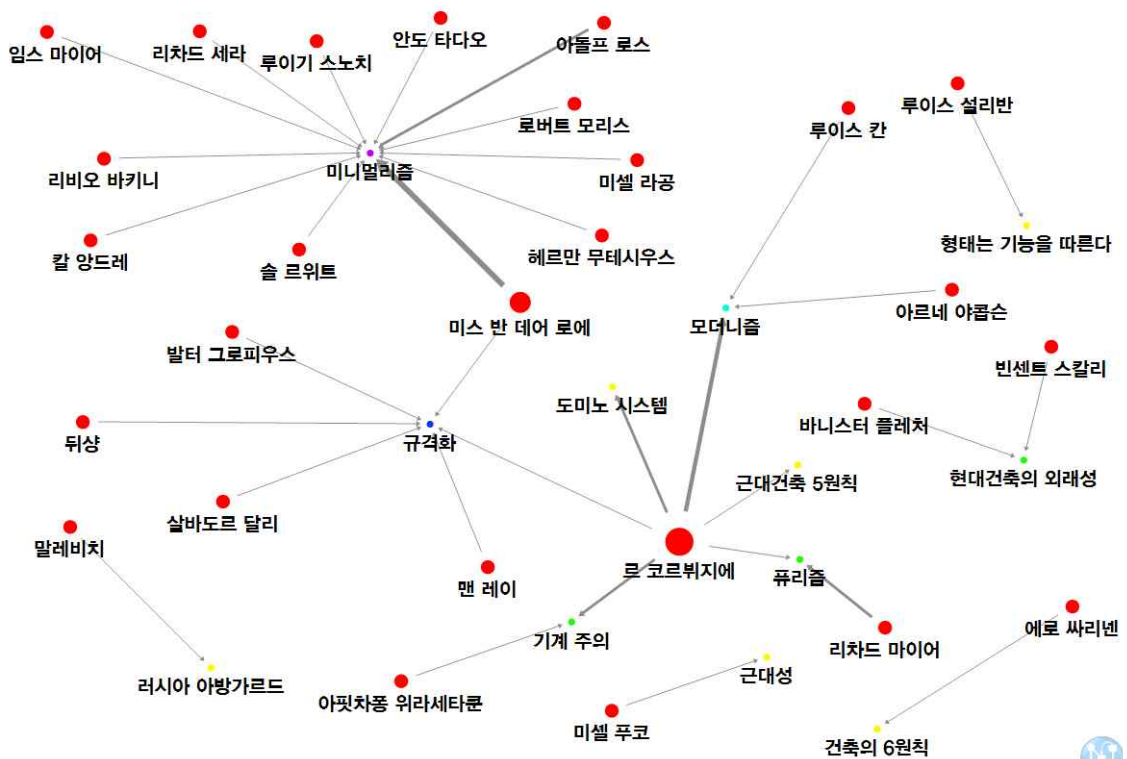 임스 마이어
리차드 세라
루이기 스노치
안도 타다오
아돌프 로스
루이스 설리반
루이스 칸
로버트 모리스
리비오 바키니
미니멀리즘
미셀 라공
칼 앙드레
솔 르위트
헤르만 무테시우스
형태는 기능을 따른다
미스 반 데어 로에
모더니즘
아르네 야콥슨
발터 그로피우스
빈센트 스칼리
도미노 시스템
바니스터 플레처
뒤샹
규격화
근대건축 5원칙
현대건축의 외래성
살바도르 달리
말레비치
맨 레이
르 코르뷔지에
퓨리즘
에로 싸리넨
기계 주의
리차드 마이어
러시아 아방가르드
아핏차퐁 위라세타쿤
근대성
미셸 푸코
건축의 6원칙